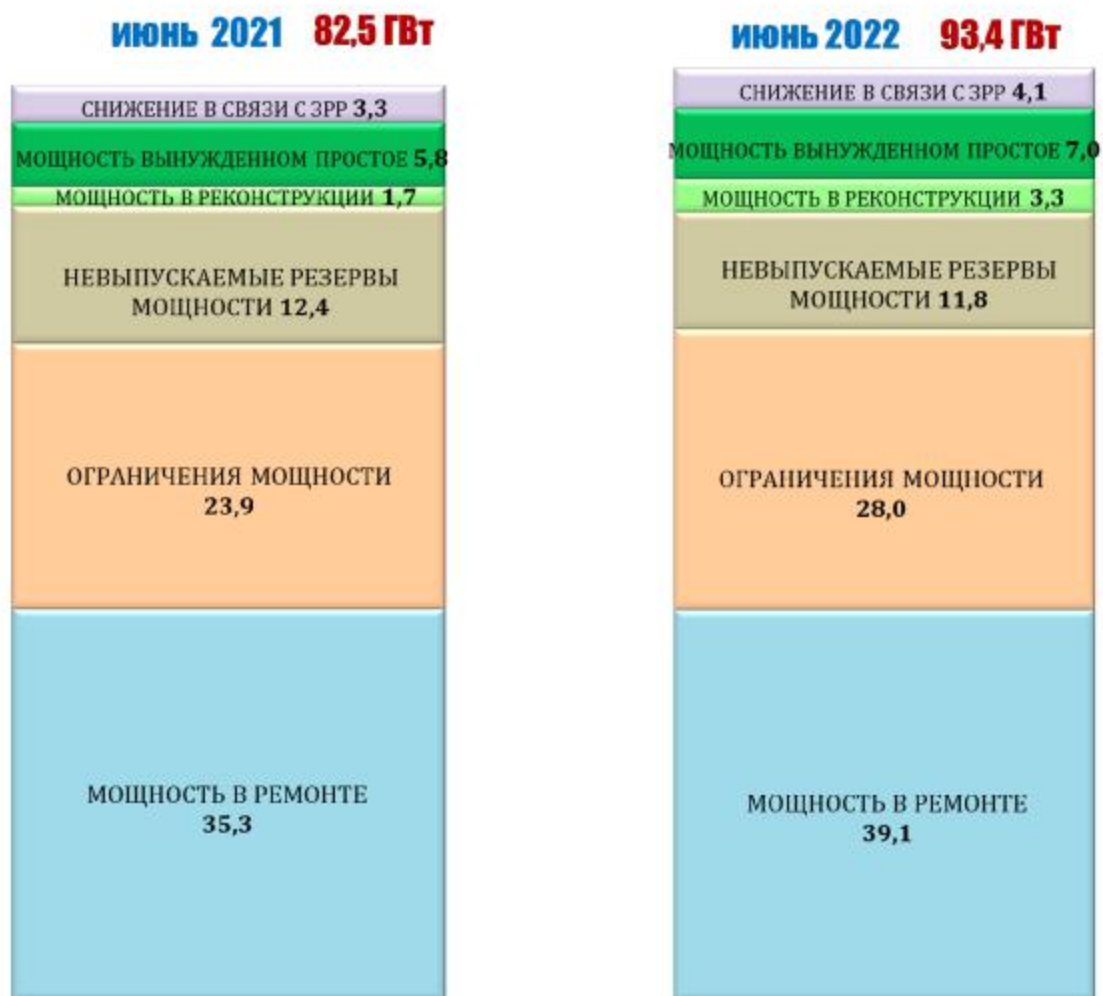 июнь 2021 82,5 ГВт
СНИЖЕНИЕ В СВЯЗИ С ЗРР 3,3
МОЩНОСТЬ ВЫНУЖДЕННОМ ПРОСТОЕ 5,8
МОЩНОСТЬ В РЕКОНСТРУКЦИИ 1,7
НЕВЫПУСКАЕМЫЕ РЕЗЕРВЫ
МОЩНОСТИ 12,4
ОГРАНИЧЕНИЯ МОЩНОСТИ
23,9
МОЩНОСТЬ В РЕМОНТЕ
35,3
июнь 2022 93,4 ГВт
СНИЖЕНИЕ В СВЯЗИ С ЗРР 4,1
МОЩНОСТЬ ВЫНУЖДЕННОМ ПРОСТОЕ 7,0
МОЩНОСТЬ В РЕКОНСТРУКЦИИ 3,3
НЕВЫПУСКАЕМЫЕ РЕЗЕРВЫ
МОЩНОСТИ 11,8
ОГРАНИЧЕНИЯ МОЩНОСТИ
28,0
МОЩНОСТЬ В РЕМОНТЕ
39,1